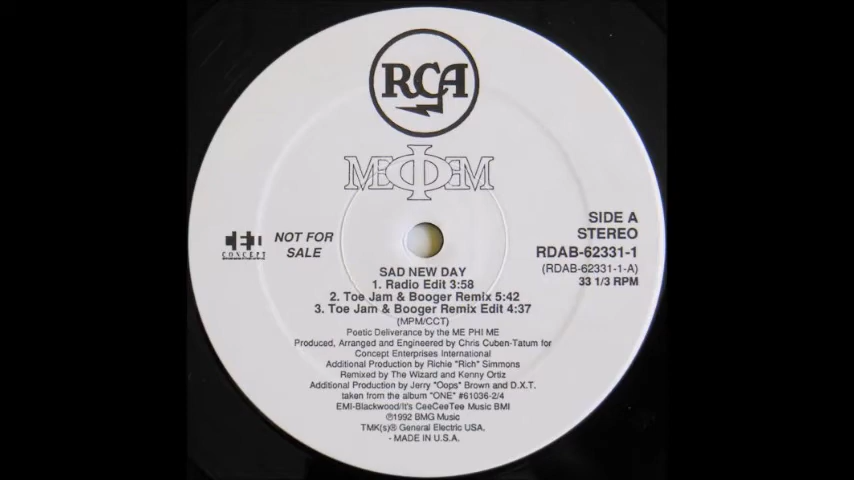 RCA
MEΦEM
SIDE A
STEREO
RDAB-62331-1
(RDAB-62331-1-A)
33 1/3 RPM
CONCEPT
NOT FOR
SALE
SAD NEW DAY
1. Radio Edit 3:58
2. Toe Jam & Booger Remix 5:42
3. Toe Jam & Booger Remix Edit 4:37
(MPM/CCT)
Poetic Deliverance by the ME PHI ME
Produced, Arranged and Engineered by Chris Cuben-Tatum for
Concept Enterprises International
Additional Production by Richie "Rich" Simmons
Remixed by The Wizard and Kenny Ortiz
Additional Production by Jerry "Oops" Brown and D.X.T.
taken from the album "ONE" #61036-2/4
EMI-Blackwood/It's CeeCeeTee Music BMI
℗1992 BMG Music
TMK(s)® General Electric USA.
- MADE IN U.S.A.